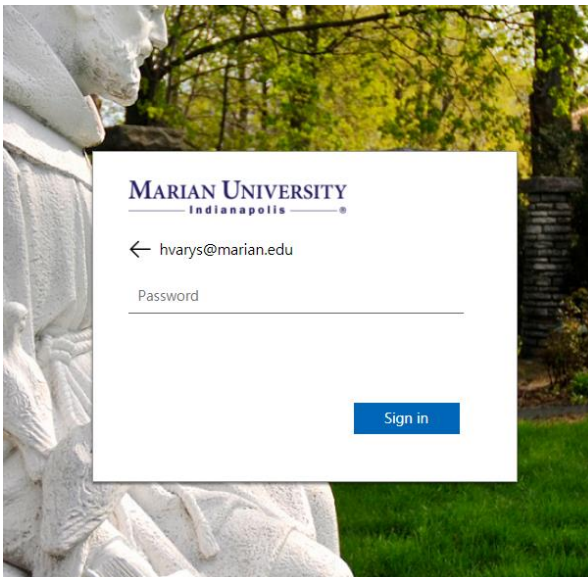 MARIAN UNIVERSITY
Indianapolis ®
← hvarys@marian.edu
Password
Sign in